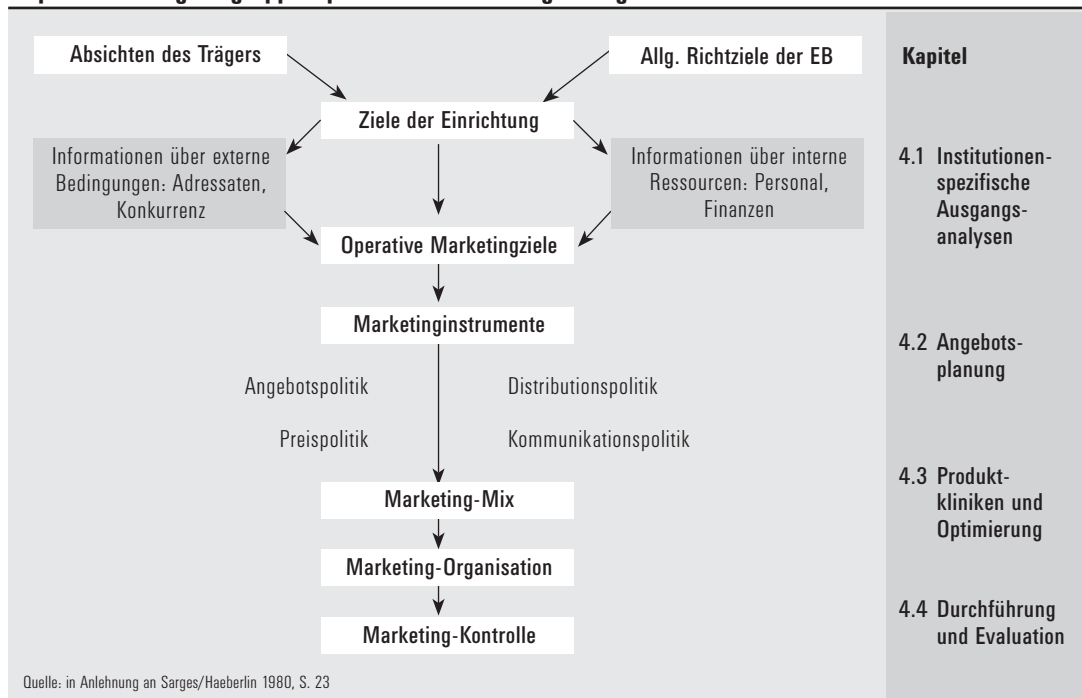 Absichten des Trägers
Allg. Richtziele der EB
Kapitel
Ziele der Einrichtung
Informationen über externe
Bedingungen: Adressaten,
Konkurrenz
Informationen über interne
Ressourcen: Personal,
Finanzen
4.1 Institutionen-
spezifische
Ausgangs-
analysen
Operative Marketingziele
Marketinginstrumente
4.2 Angebots-
planung
Angebotspolitik
Distributionspolitik
Preispolitik
Kommunikationspolitik
4.3 Produkt-
kliniken und
Optimierung
Marketing-Mix
Marketing-Organisation
4.4 Durchführung
und Evaluation
Marketing-Kontrolle
Quelle: in Anlehnung an Sarges/Haeberlin 1980, S. 23